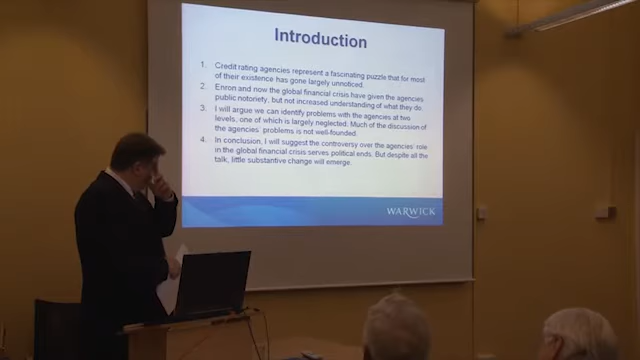 Introduction
1. Credit rating agencies represent a fascinating puzzle that for most
of their existence has gone largely unnoticed.
2. Enron and now the global financial crisis have given the agencies
public notoriety, but not increased understanding of what they do.
3. I will argue we can identify problems with the agencies at two
levels, one of which is largely neglected. Much of the discussion of
the agencies' problems is not well-founded.
4. In conclusion, I will suggest the controversy over the agencies' role
in the global financial crisis serves political ends. But despite all the
talk, little substantive change will emerge.
WARWICK